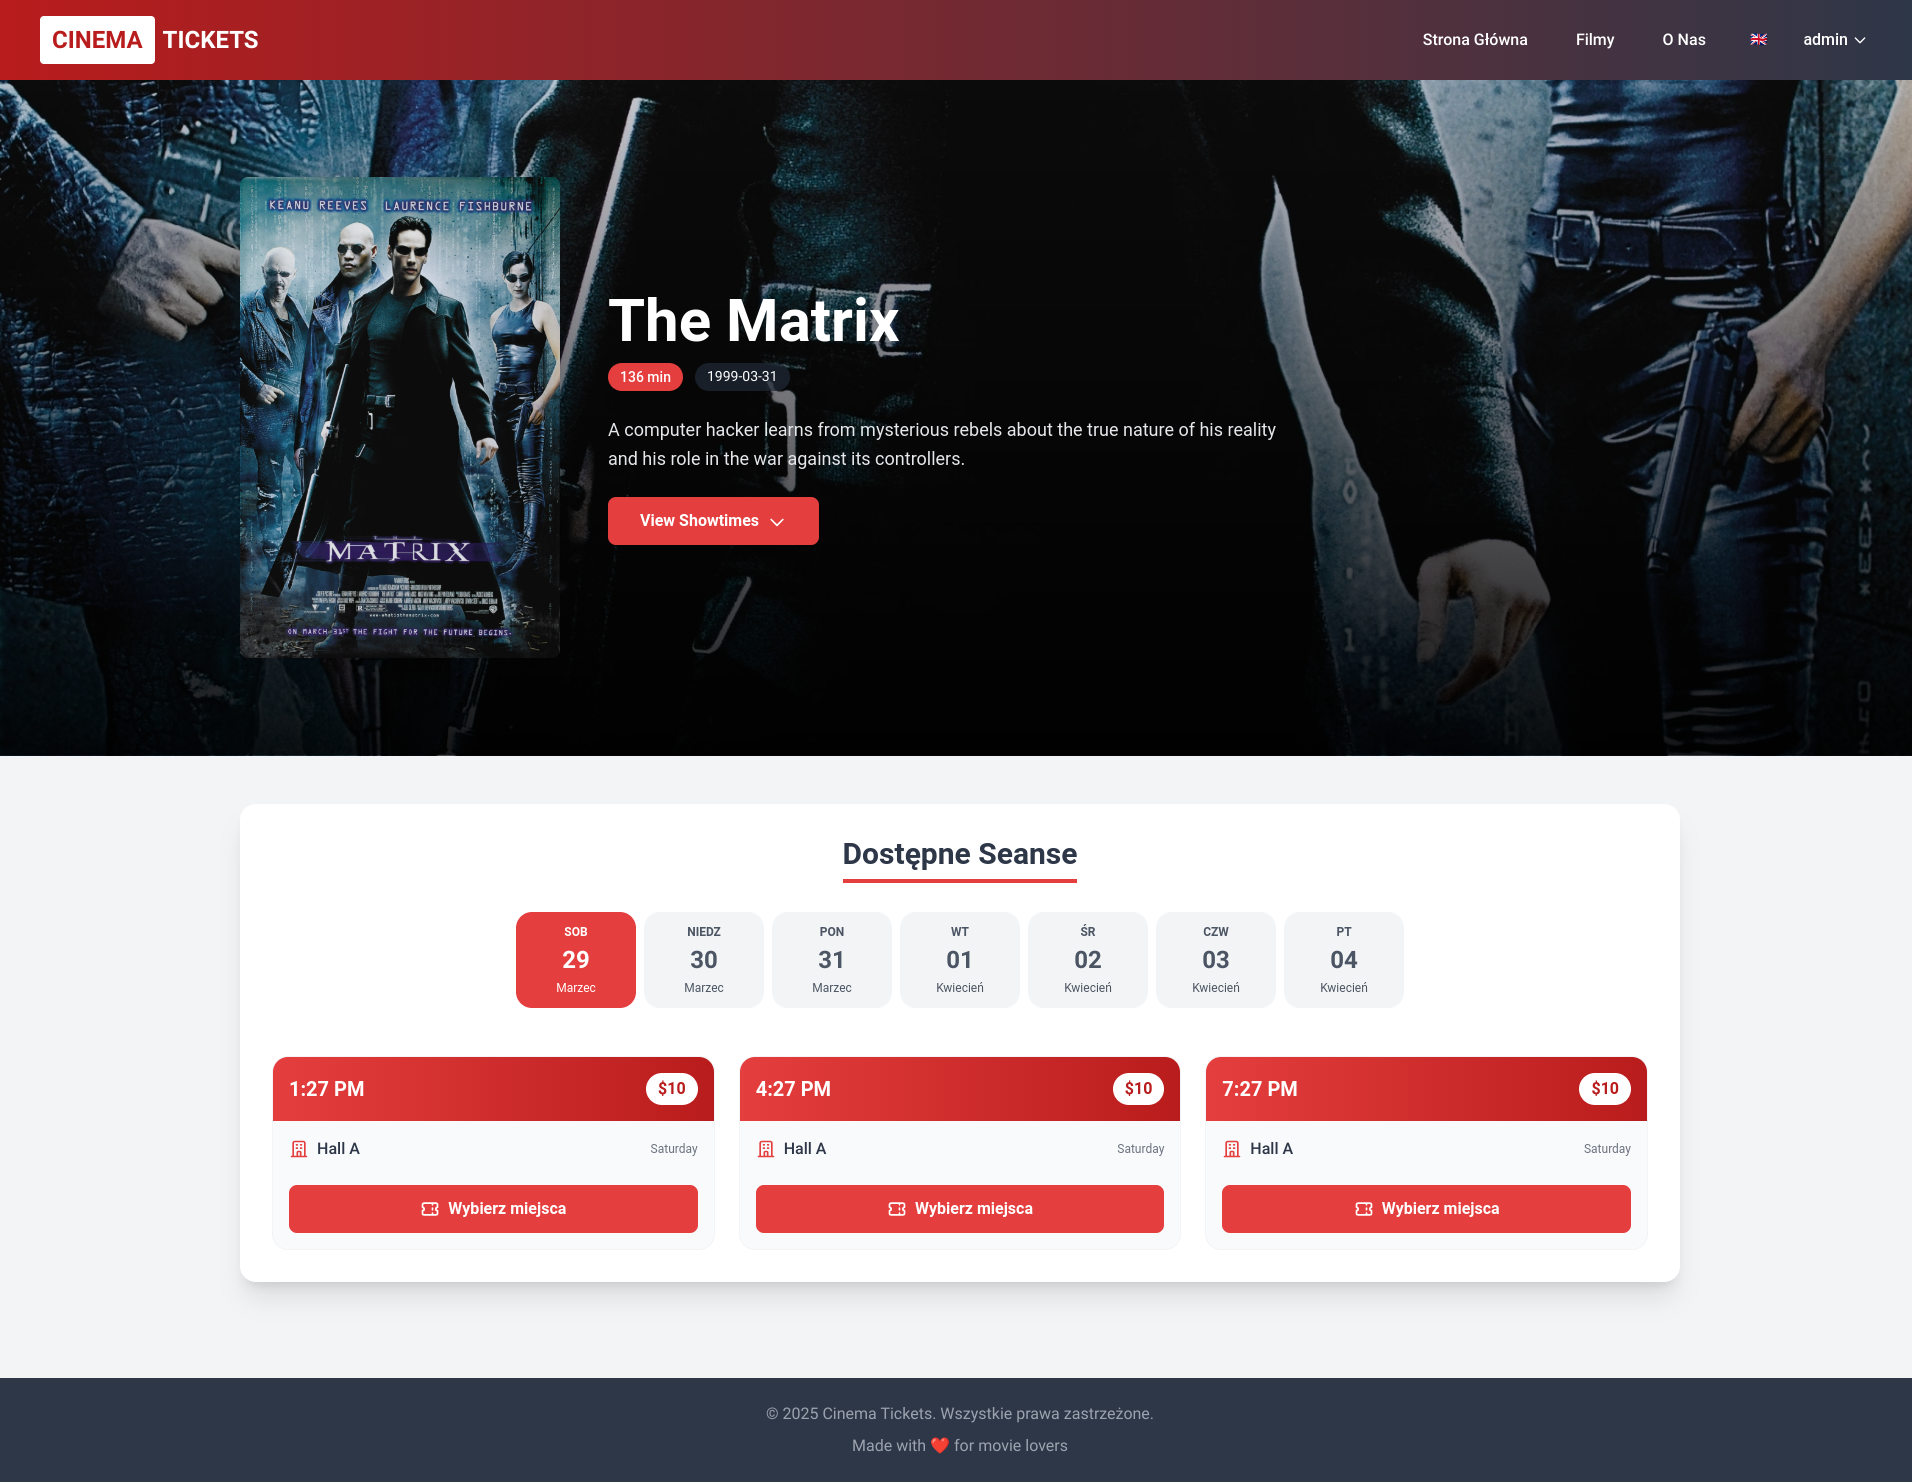 CINEMA TICKETS
Strona Główna Filmy O Nas admin
KEANU REEVES LAURENCE FISHBURNE
MATRIX
ON MARCH 31ST THE FIGHT FOR THE FUTURE BEGINS.
The Matrix
136 min 1999-03-31
A computer hacker learns from mysterious rebels about the true nature of his reality
and his role in the war against its controllers.
View Showtimes
Dostępne Seanse
SOB
29
Marzec
NIEDZ
30
Marzec
PON
31
Marzec
WT
01
Kwiecień
ŚR
02
Kwiecień
CZW
03
Kwiecień
PT
04
Kwiecień
1:27 PM $10
Hall A Saturday
Wybierz miejsca
4:27 PM $10
Hall A Saturday
Wybierz miejsca
7:27 PM $10
Hall A Saturday
Wybierz miejsca
© 2025 Cinema Tickets. Wszystkie prawa zastrzeżone.
Made with ❤️ for movie lovers